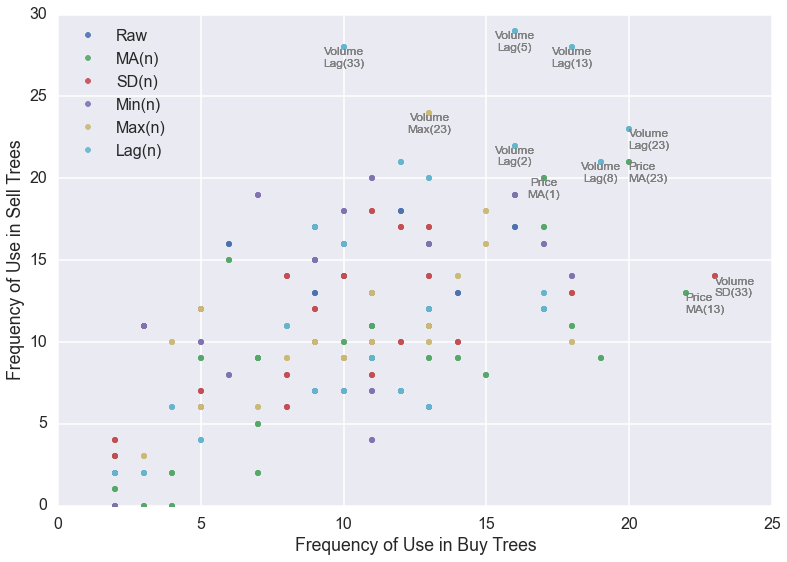 30
25
20
15
10
5
0
Frequency of Use in Sell Trees
Raw
MA(n)
SD(n)
Min(n)
Max(n)
Lag(n)
Volume
Lag(33)
Volume
Lag(5)
Volume
Lag(13)
Volume
Max(23)
Volume
Lag(2)
Volume
Lag(23)
Price
MA(1)
Volume
Lag(8)
Price
MA(23)
Volume
SD(33)
Price
MA(13)
0
5
10
15
20
25
Frequency of Use in Buy Trees